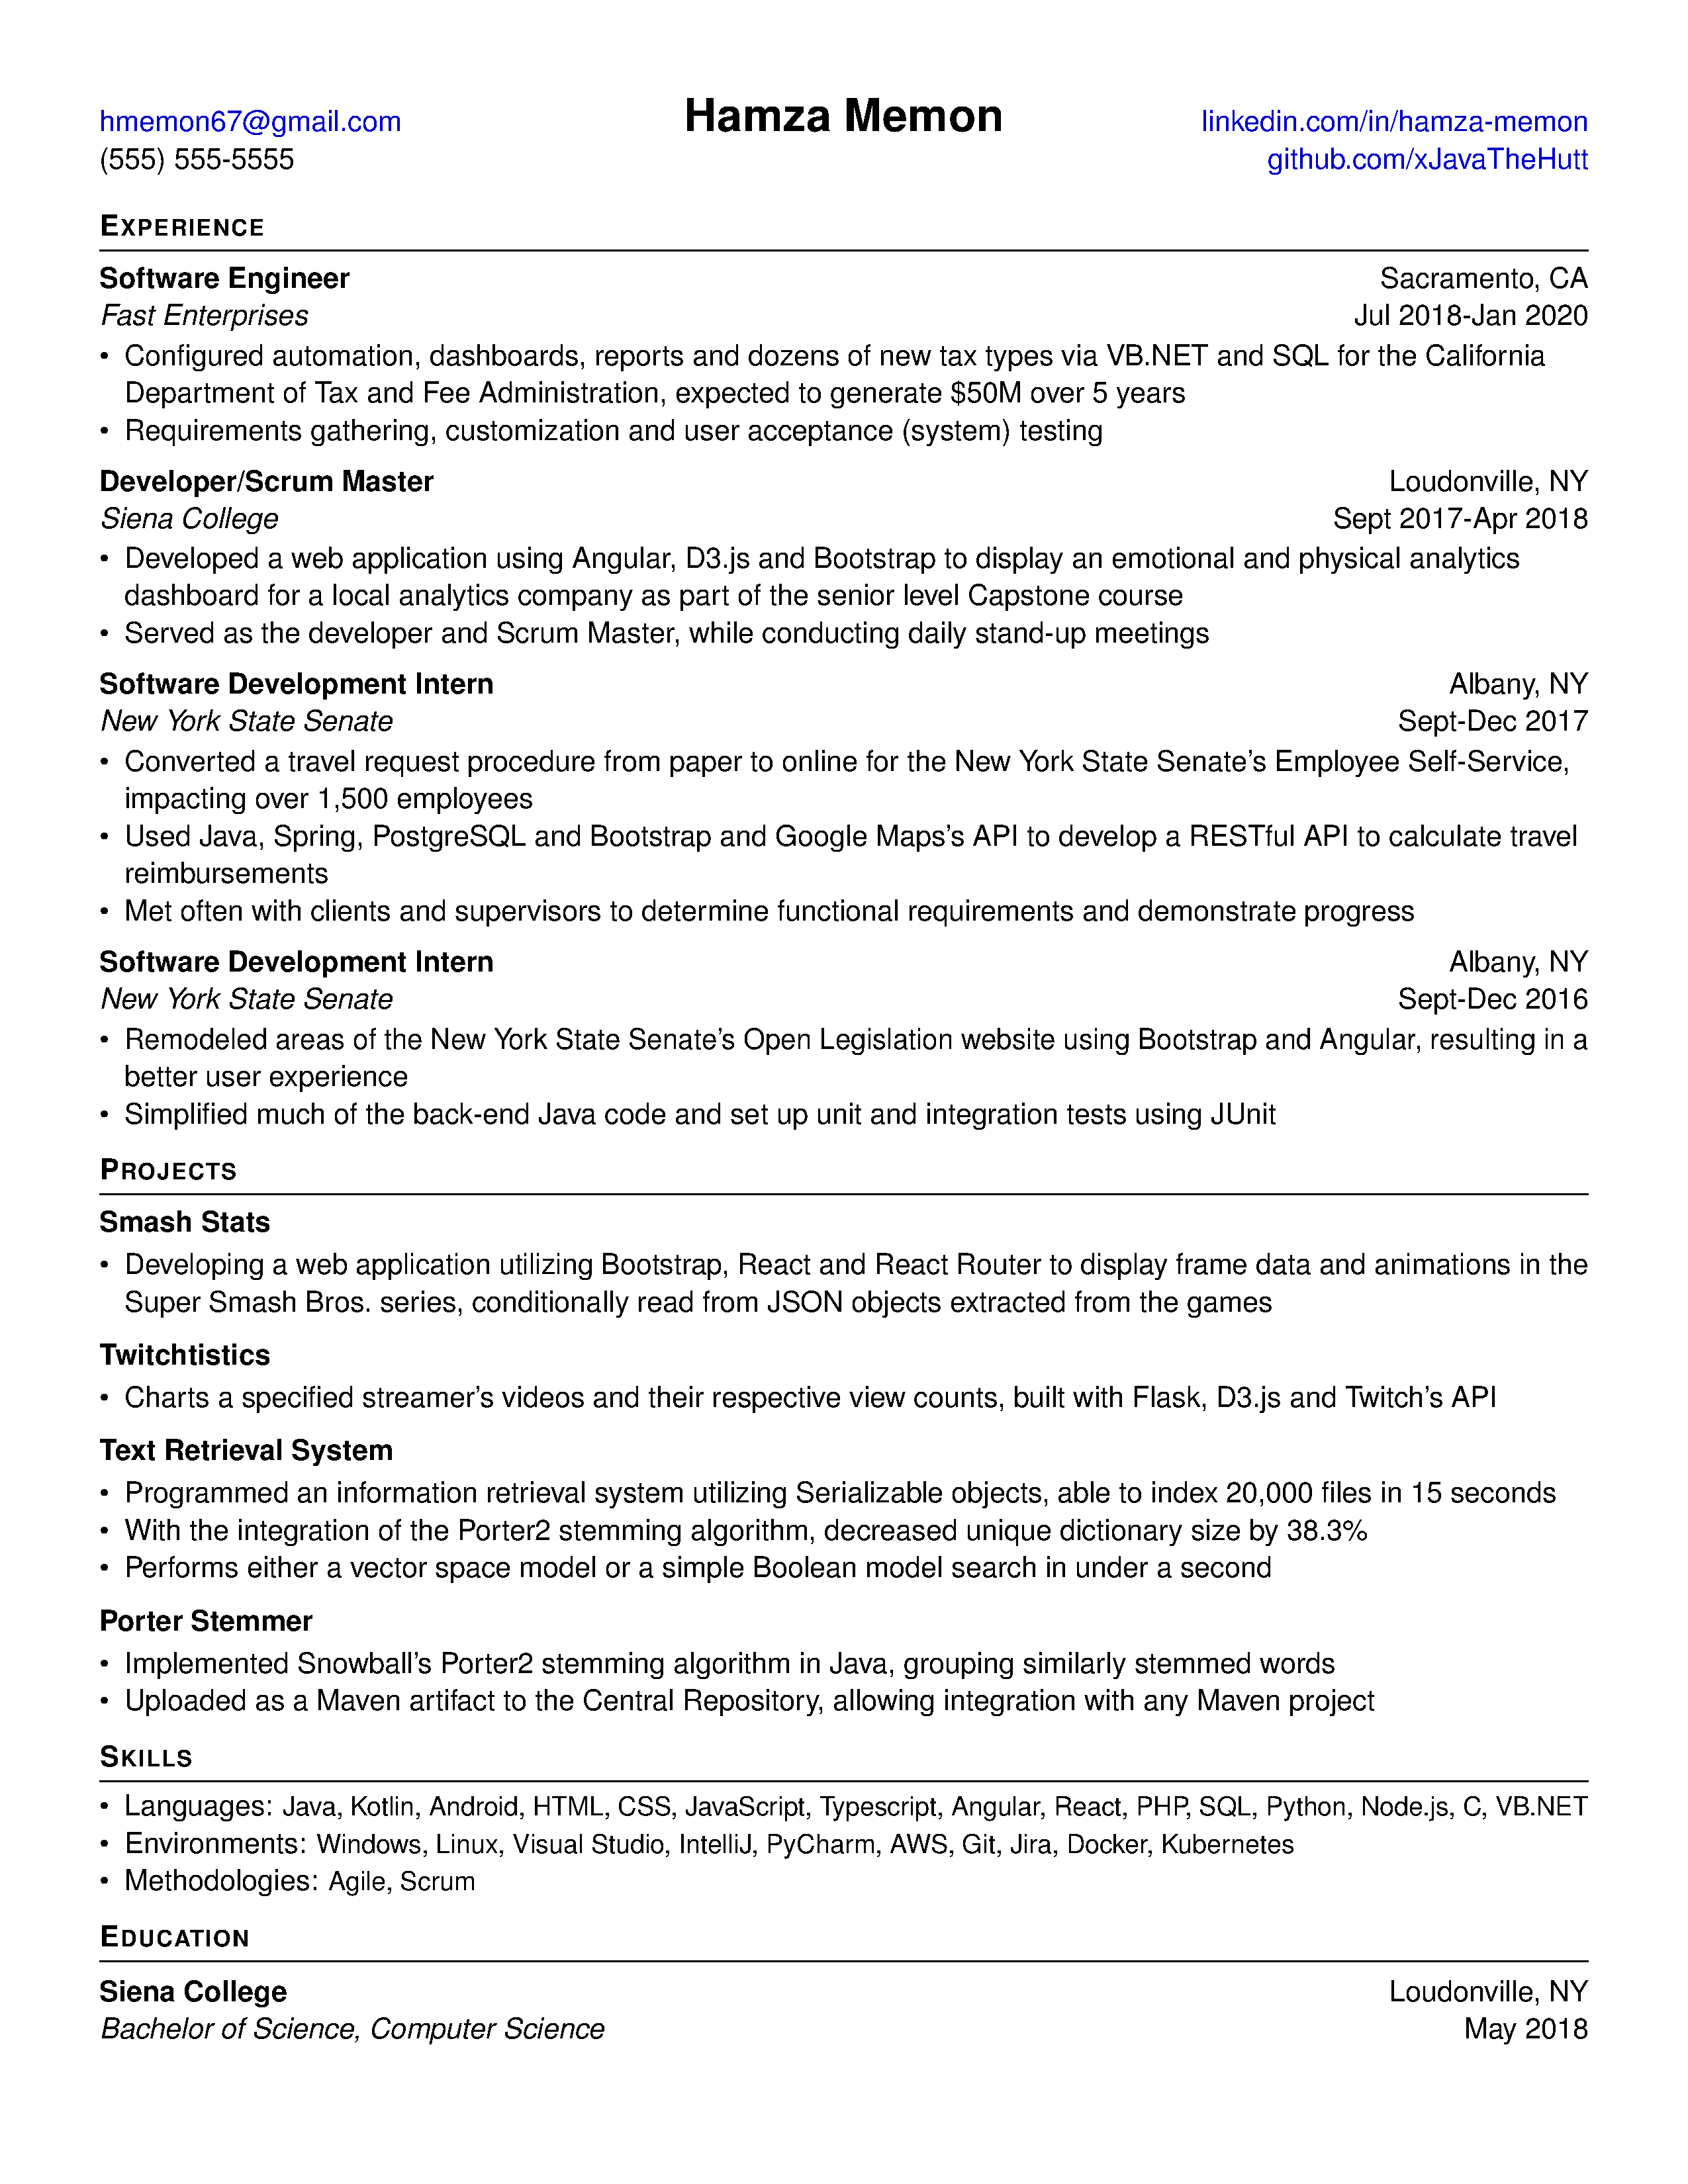 Hamza Memon
hmemon67@gmail.com
(555) 555-5555
linkedin.com/in/hamza-memon
github.com/xJavaTheHutt
EXPERIENCE
Software Engineer Sacramento, CA
Fast Enterprises Jul 2018-Jan 2020
• Configured automation, dashboards, reports and dozens of new tax types via VB.NET and SQL for the California
Department of Tax and Fee Administration, expected to generate $50M over 5 years
• Requirements gathering, customization and user acceptance (system) testing
Developer/Scrum Master Loudonville, NY
Siena College Sept 2017-Apr 2018
• Developed a web application using Angular, D3.js and Bootstrap to display an emotional and physical analytics
dashboard for a local analytics company as part of the senior level Capstone course
• Served as the developer and Scrum Master, while conducting daily stand-up meetings
Software Development Intern Albany, NY
New York State Senate Sept-Dec 2017
• Converted a travel request procedure from paper to online for the New York State Senate's Employee Self-Service,
impacting over 1,500 employees
• Used Java, Spring, PostgreSQL and Bootstrap and Google Maps's API to develop a RESTful API to calculate travel
reimbursements
• Met often with clients and supervisors to determine functional requirements and demonstrate progress
Software Development Intern Albany, NY
New York State Senate Sept-Dec 2016
• Remodeled areas of the New York State Senate's Open Legislation website using Bootstrap and Angular, resulting in a
better user experience
• Simplified much of the back-end Java code and set up unit and integration tests using JUnit
PROJECTS
Smash Stats
• Developing a web application utilizing Bootstrap, React and React Router to display frame data and animations in the
Super Smash Bros. series, conditionally read from JSON objects extracted from the games
Twitchtistics
• Charts a specified streamer's videos and their respective view counts, built with Flask, D3.js and Twitch's API
Text Retrieval System
• Programmed an information retrieval system utilizing Serializable objects, able to index 20,000 files in 15 seconds
• With the integration of the Porter2 stemming algorithm, decreased unique dictionary size by 38.3%
• Performs either a vector space model or a simple Boolean model search in under a second
Porter Stemmer
• Implemented Snowball's Porter2 stemming algorithm in Java, grouping similarly stemmed words
• Uploaded as a Maven artifact to the Central Repository, allowing integration with any Maven project
SKILLS
• Languages: Java, Kotlin, Android, HTML, CSS, JavaScript, Typescript, Angular, React, PHP, SQL, Python, Node.js, C, VB.NET
• Environments: Windows, Linux, Visual Studio, IntelliJ, PyCharm, AWS, Git, Jira, Docker, Kubernetes
• Methodologies: Agile, Scrum
EDUCATION
Siena College Loudonville, NY
Bachelor of Science, Computer Science May 2018